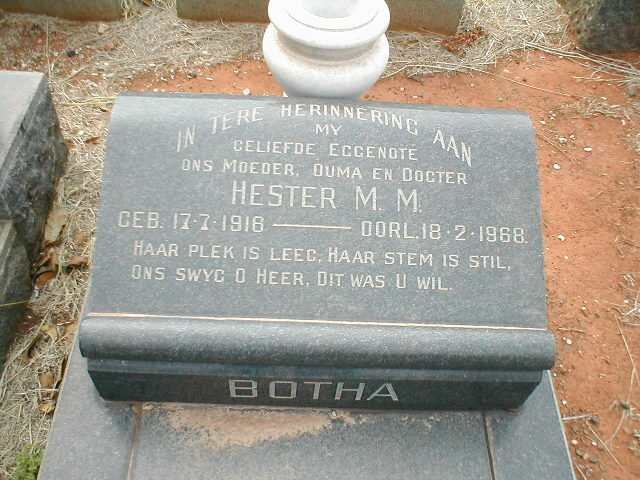 IN TERE HERINNERING AAN
MY
GELIEFDE EGGENOTE
ONS MOEDER, OUMA EN DOGTER
HESTER M. M.
GEB. 17·7·1916 — OORL. 18·2·1968.
HAAR PLEK IS LEEG, HAAR STEM IS STIL,
ONS SWYG O HEER, DIT WAS U WIL.
BOTHA